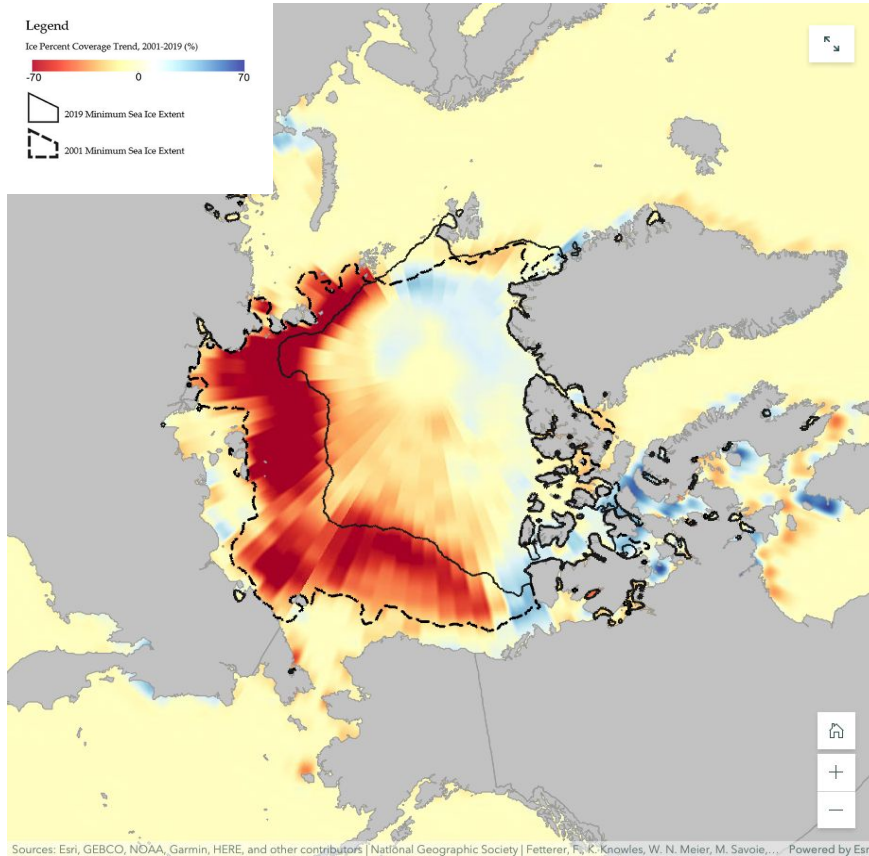 Legend
Ice Percent Coverage Trend, 2001-2019 (%)
-70 0 70
2019 Minimum Sea Ice Extent
2001 Minimum Sea Ice Extent
Sources: Esri, GEBCO, NOAA, Garmin, HERE, and other contributors | National Geographic Society | Fetterer, F., K. Knowles, W. N. Meier, M. Savoie,... Powered by Esr